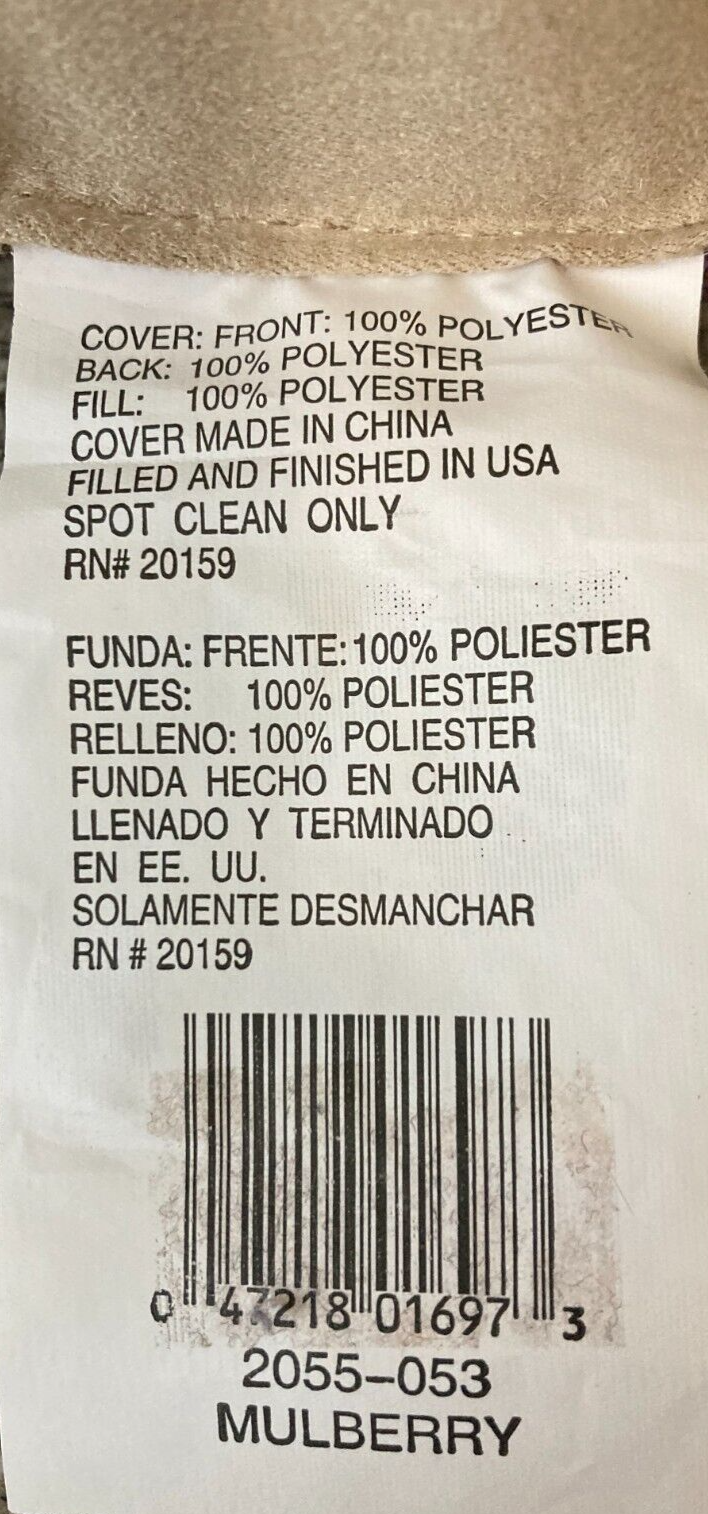 COVER: FRONT: 100% POLYESTER
BACK: 100% POLYESTER
FILL: 100% POLYESTER
COVER MADE IN CHINA
FILLED AND FINISHED IN USA
SPOT CLEAN ONLY
RN# 20159
FUNDA: FRENTE: 100% POLIESTER
REVES: 100% POLIESTER
RELLENO: 100% POLIESTER
FUNDA HECHO EN CHINA
LLENADO Y TERMINADO
EN EE. UU.
SOLAMENTE DESMANCHAR
RN # 20159
0 47218 01697 3
2055-053
MULBERRY